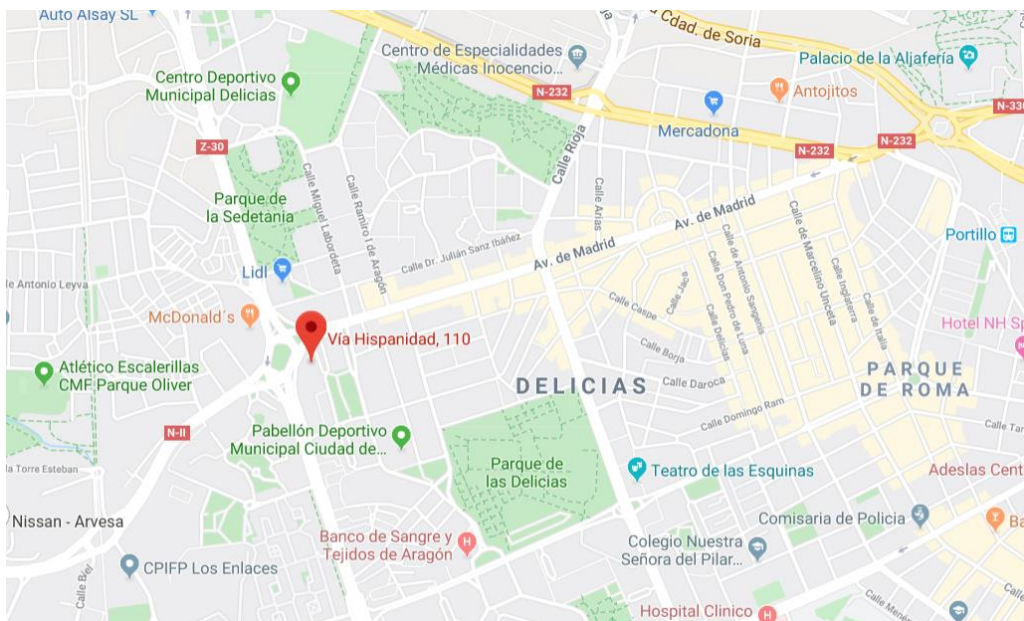 Auto Alsay SL
Cdad. de Soria
Centro de Especialidades
Médicas Inocencio...
Palacio de la Aljafería
Centro Deportivo
Municipal Delicias
N-232
Antojitos
N-330
Mercadona
Z-30
N-232
N-232
Calle Rioja
Calle Miguel Labordeta
Calle Ramiro I de Aragón
Calle Arias
Parque de
la Sedetania
Av. de Madrid
Calle de Marcelino Unceta
Portillo
Calle Dr. Julián Sanz Ibáñez
Av. de Madrid
Calle de Antonio Sangenis
Calle Inglaterra
Lidl
Calle Jaca
Calle Don Pedro de Luna
Calle de Italia
e Antonio Leyva
Calle Caspe
Calle Delicias
McDonald's
Hotel NH Sp
Vía Hispanidad, 110
Calle Borja
Atlético Escalerillas
CMF Parque Oliver
DELICIAS
Calle Daroca
PARQUE
DE ROMA
Calle Domingo Ram
N-II
Pabellón Deportivo
Municipal Ciudad de...
Calle Tar
la Torre Esteban
Parque de
las Delicias
Teatro de las Esquinas
Adeslas Cent
Nissan - Arvesa
Comisaria de Policia
Ba
Banco de Sangre y
Tejidos de Aragón
Colegio Nuestra
Señora del Pilar...
CPIFP Los Enlaces
Calle Biel
Hospital Clinico